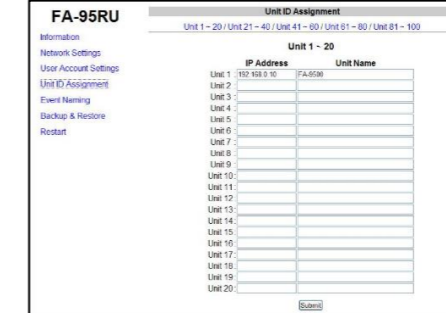 FA-95RU
Information
Network Settings
User Account Settings
Unit ID Assignment
Event Naming
Backup & Restore
Restart
Unit ID Assignment
Unit 1 ~ 20 / Unit 21 ~ 40 / Unit 41 ~ 60 / Unit 61 ~ 80 / Unit 81 ~ 100
Unit 1 ~ 20
IP Address Unit Name
Unit 1 : 192.168.0.10 FA-9500
Unit 2 :
Unit 3 :
Unit 4 :
Unit 5 :
Unit 6 :
Unit 7 :
Unit 8 :
Unit 9 :
Unit 10 :
Unit 11 :
Unit 12 :
Unit 13 :
Unit 14 :
Unit 15 :
Unit 16 :
Unit 17 :
Unit 18 :
Unit 19 :
Unit 20 :
Submit